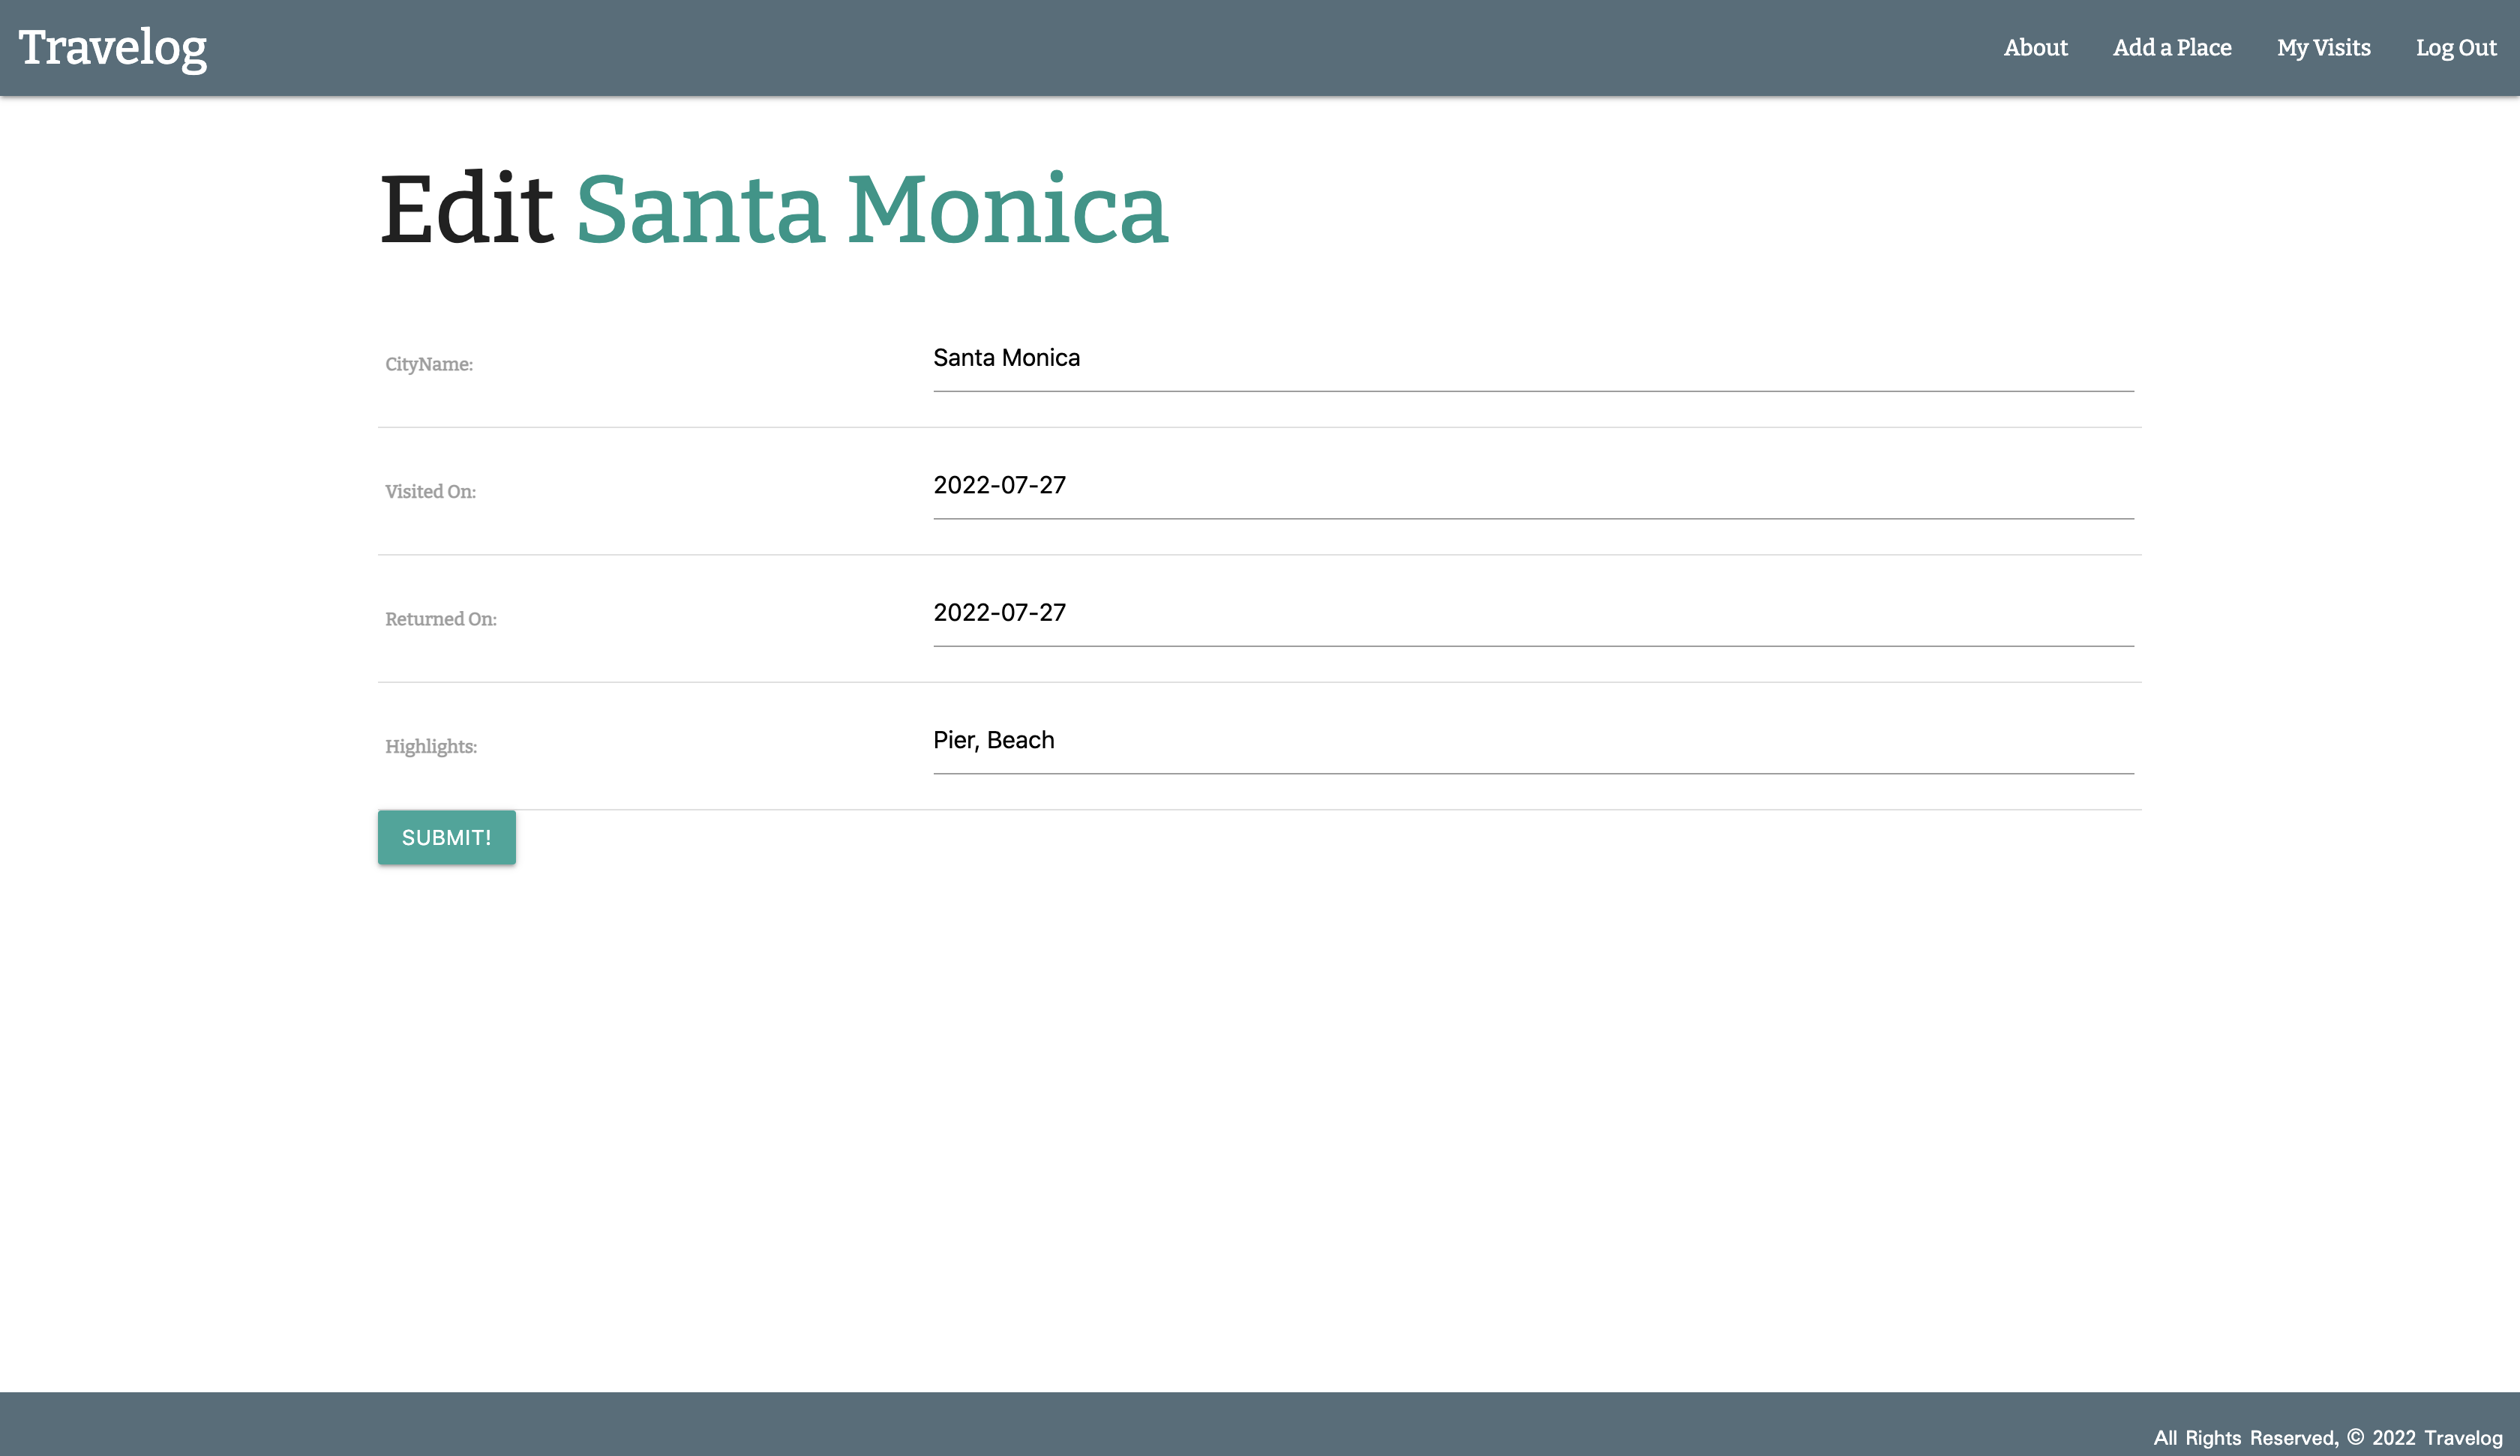 Travelog
About Add a Place My Visits Log Out
Edit Santa Monica
CityName: Santa Monica
Visited On: 2022-07-27
Returned On: 2022-07-27
Highlights: Pier, Beach
SUBMIT!
All Rights Reserved, © 2022 Travelog